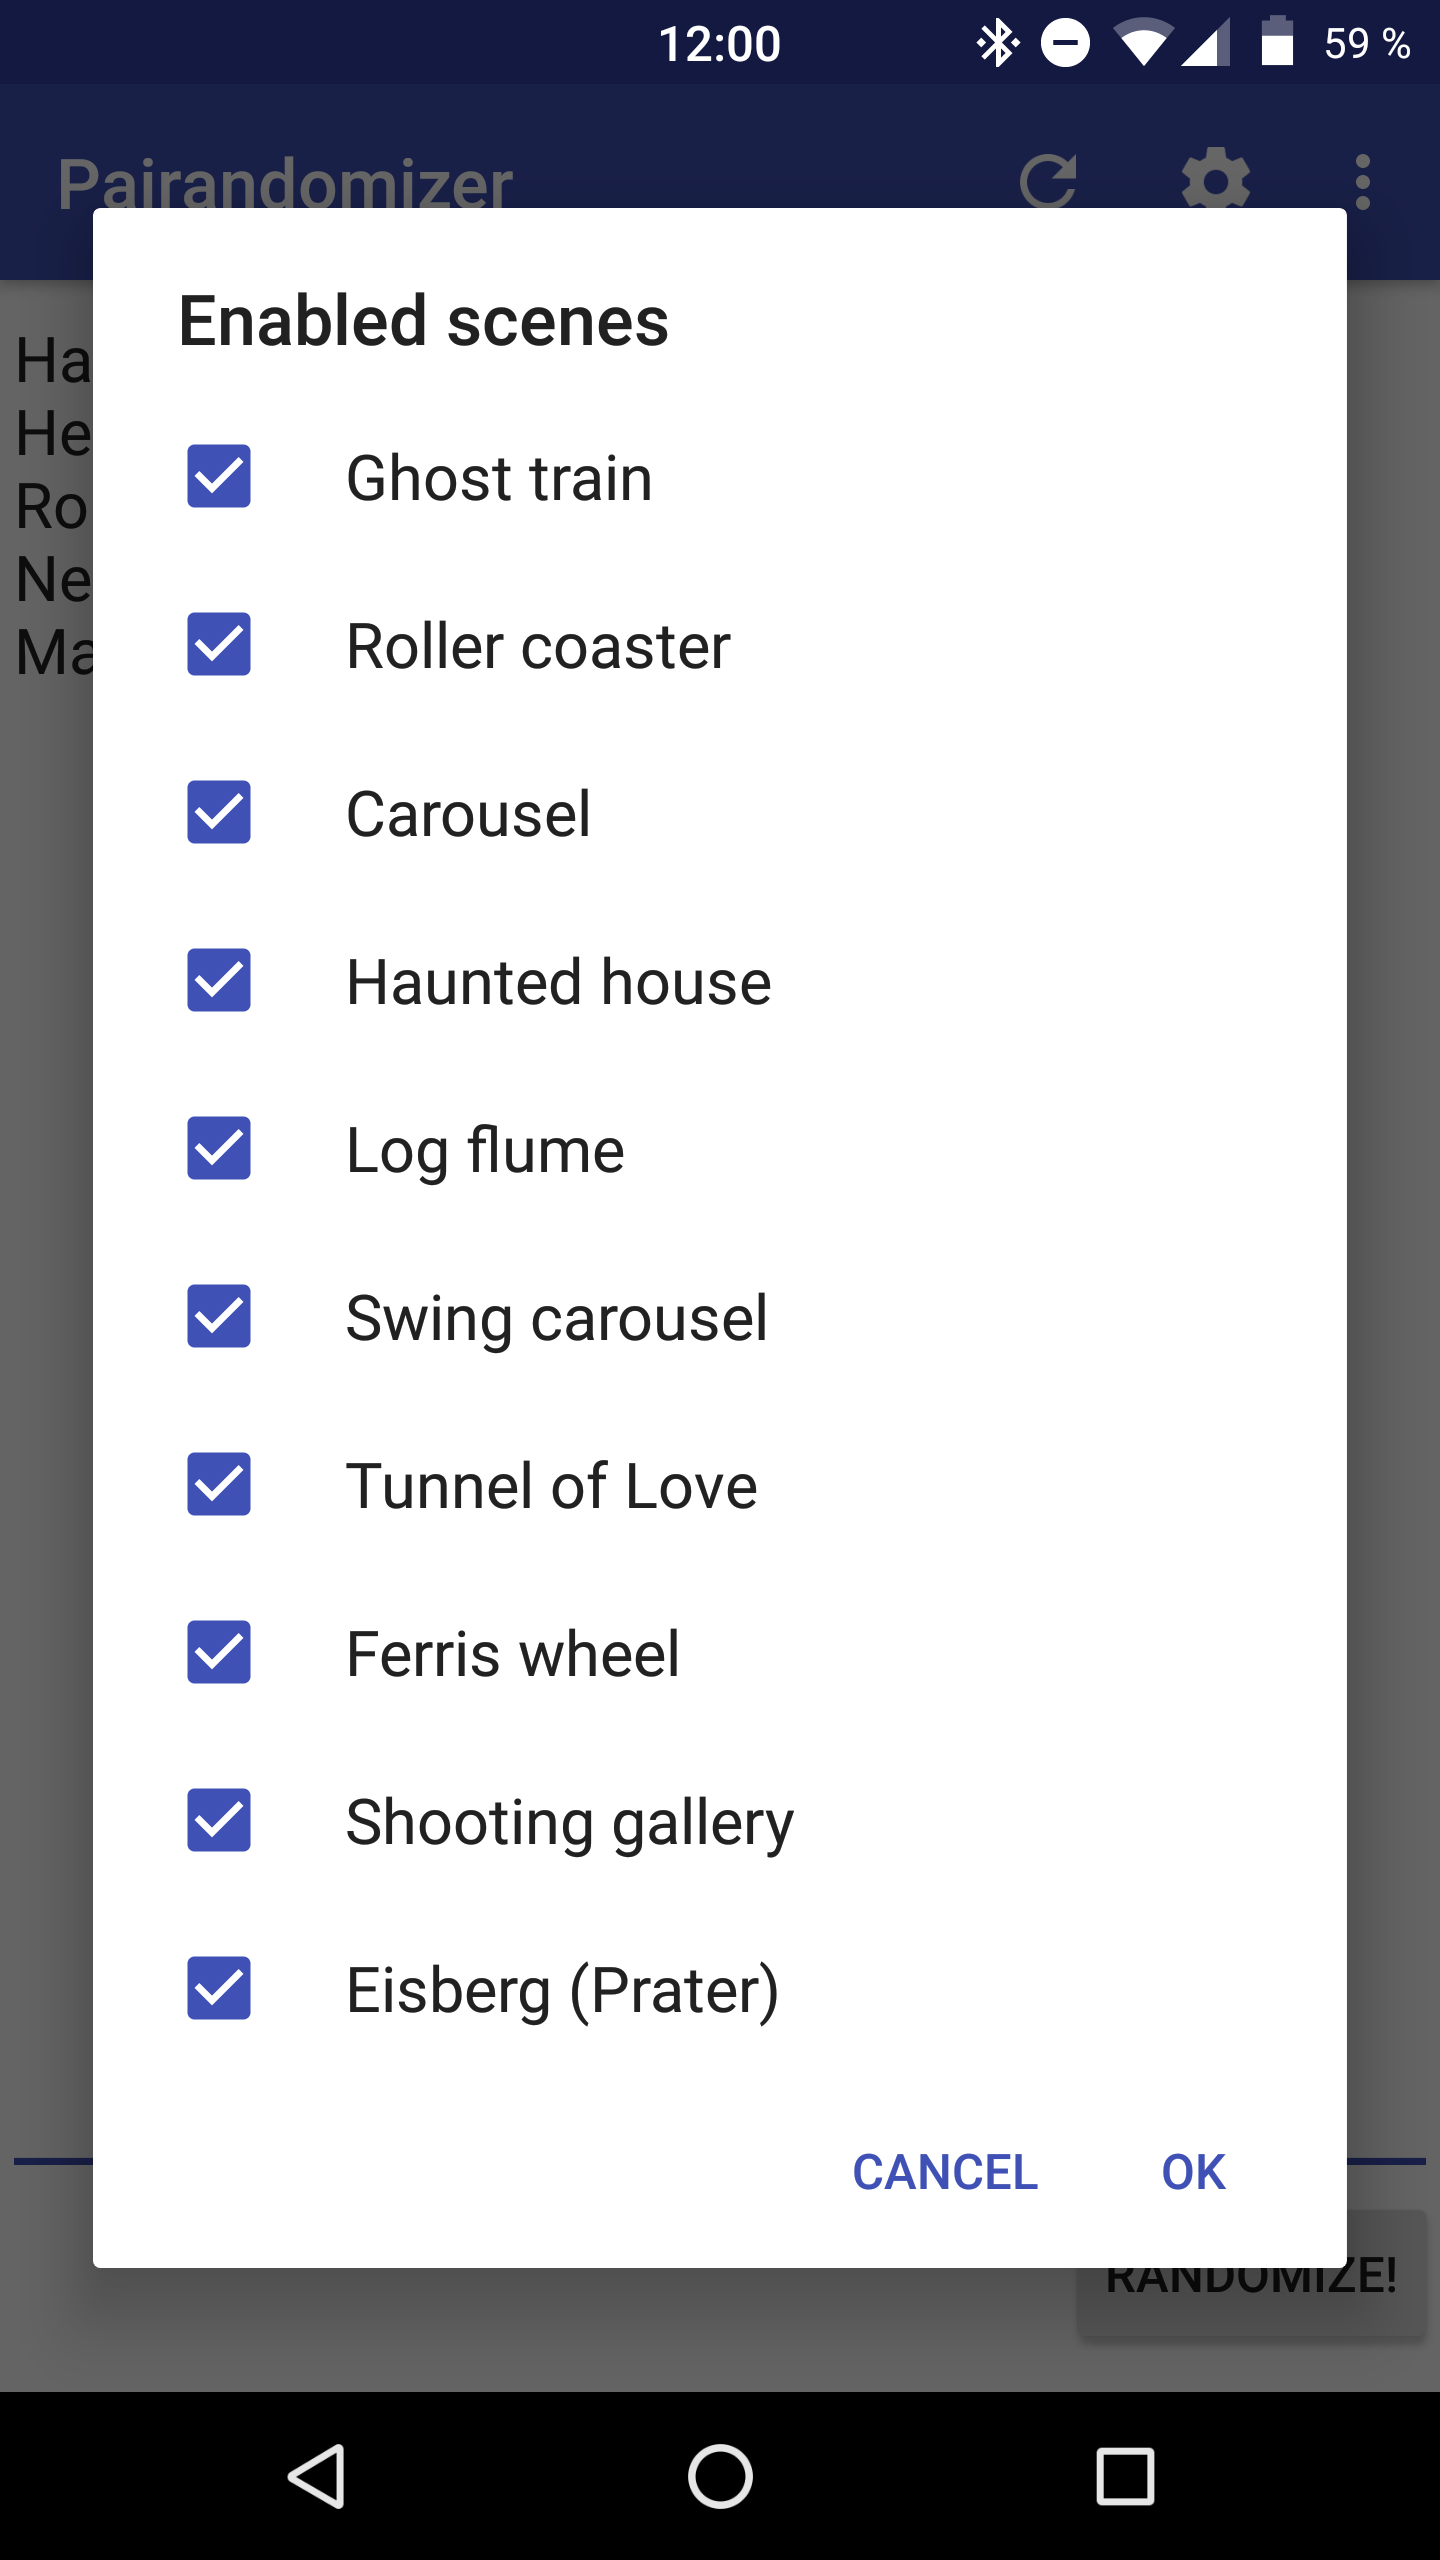 12:00
59 %
Pairandomizer
Enabled scenes
Ha
He
Ro
Ne
Ma
Ghost train
Roller coaster
Carousel
Haunted house
Log flume
Swing carousel
Tunnel of Love
Ferris wheel
Shooting gallery
Eisberg (Prater)
CANCEL
OK
RANDOMIZE!